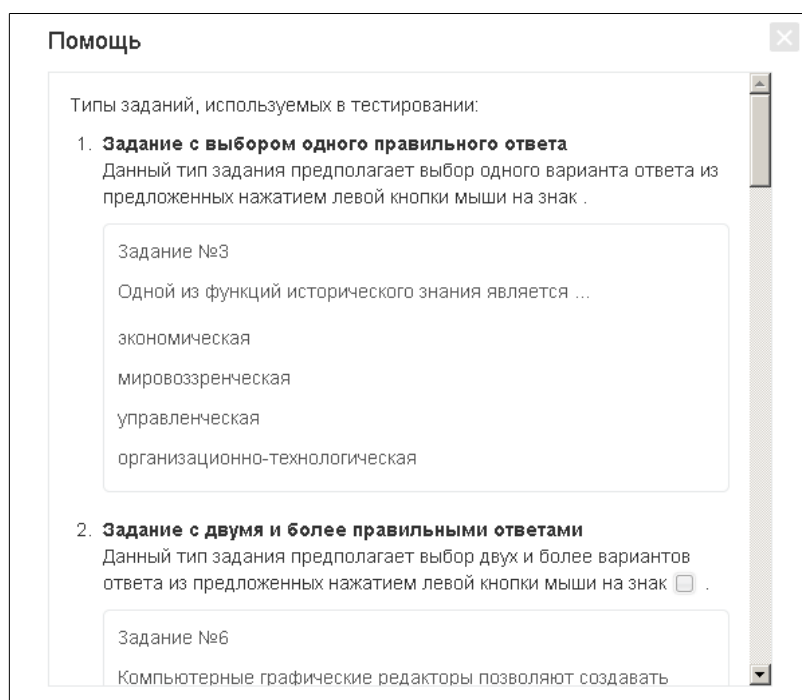 Помощь
Типы заданий, используемых в тестировании:
1. Задание с выбором одного правильного ответа
Данный тип задания предполагает выбор одного варианта ответа из
предложенных нажатием левой кнопки мыши на знак .
Задание №3
Одной из функций исторического знания является ...
экономическая
мировоззренческая
управленческая
организационно-технологическая
2. Задание с двумя и более правильными ответами
Данный тип задания предполагает выбор двух и более вариантов
ответа из предложенных нажатием левой кнопки мыши на знак .
Задание №6
Компьютерные графические редакторы позволяют создавать